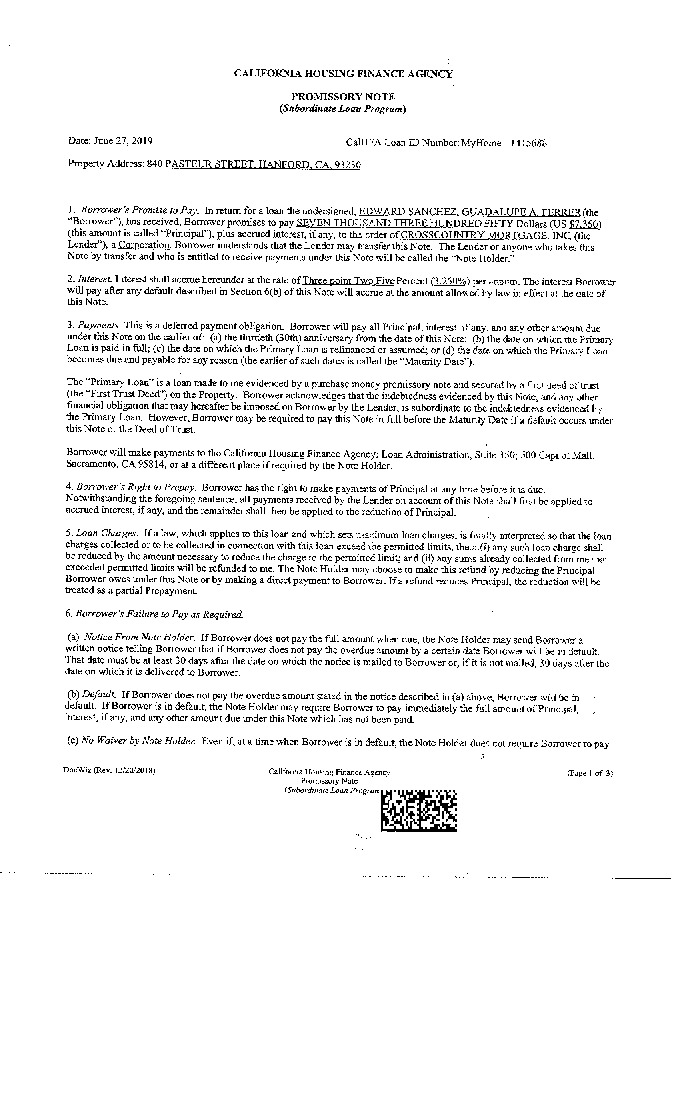 CALIFORNIA HOUSING FINANCE AGENCY
PROMISSORY NOTE
(Subordinate Loan Program)
Date: June 27, 2019
CalHFA Loan ID Number: MyHome
Property Address: 840 PASTEUR STREET, HANFORD, CA, 93230
1. Borrower's Promise to Pay. In return for a loan the undersigned, EDWARD SANCHEZ, GUADALUPE A. FERRER (the
"Borrower"), has received, Borrower promises to pay SEVEN THOUSAND THREE HUNDRED FIFTY Dollars (US $7,350)
(this amount is called "Principal"), plus accrued interest, if any, to the order of CROSSCOUNTRY MORTGAGE, INC (the
Lender"), a Corporation. Borrower understands that the Lender may transfer this Note. The Lender or anyone who takes this
Note by transfer and who is entitled to receive payments under this Note will be called the "Note Holder."
2. Interest. Interest shall accrue hereunder at the rate of Three point Two Five Percent (3.250%) per annum. The interest Borrower
will pay after any default described in Section 6(b) of this Note will accrue at the amount allowed by law in effect at the date of
this Note.
3. Payments. This is a deferred payment obligation. Borrower will pay all Principal, interest if any, and any other amount due
under this Note on the earlier of: (a) the thirtieth (30th) anniversary from the date of this Note; (b) the date on which the Primary
Loan is paid in full; (c) the date on which the Primary Loan is refinanced or assumed; or (d) the date on which the Primary Loan
becomes due and payable for any reason (the earlier of such dates is called the "Maturity Date").
The "Primary Loan" is a loan made to me evidenced by a purchase money promissory note and secured by a first deed of trust
(the "First Trust Deed") on the Property. Borrower acknowledges that the indebtedness evidenced by this Note, and any other
financial obligation that may hereafter be imposed on Borrower by the Lender, is subordinate to the indebtedness evidenced by
the Primary Loan. However, Borrower may be required to pay this Note in full before the Maturity Date if a default occurs under
this Note or the Deed of Trust.
Borrower will make payments to the California Housing Finance Agency; Loan Administration, Suite 336; 500 Capitol Mall,
Sacramento, CA 95814, or at a different place if required by the Note Holder.
4. Borrower's Right to Prepay. Borrower has the right to make payments of Principal at any time before it is due.
Notwithstanding the foregoing sentence, all payments received by the Lender on account of this Note shall first be applied to
accrued interest, if any, and the remainder shall then be applied to the reduction of Principal.
5. Loan Charges. If a law, which applies to this loan and which sets maximum loan charges, is finally interpreted so that the loan
charges collected or to be collected in connection with this loan exceed the permitted limits, then (i) any such loan charge shall
be reduced by the amount necessary to reduce the charge to the permitted limit; and (ii) any sums already collected from me that
exceeded permitted limits will be refunded to me. The Note Holder may choose to make this refund by reducing the Principal
Borrower owes under this Note or by making a direct payment to Borrower. If a refund reduces Principal, the reduction will be
treated as a partial Prepayment.
6. Borrower's Failure to Pay as Required.
(a) Notice From Note Holder. If Borrower does not pay the full amount when due, the Note Holder may send Borrower a
written notice telling Borrower that if Borrower does not pay the overdue amount by a certain date Borrower will be in default.
That date must be at least 30 days after the date on which the notice is mailed to Borrower or, if it is not mailed, 30 days after the
date on which it is delivered to Borrower.
(b) Default. If Borrower does not pay the overdue amount stated in the notice described in (a) above, Borrower will be in
default. If Borrower is in default, the Note Holder may require Borrower to pay immediately the full amount of Principal,
interest, if any, and any other amount due under this Note which has not been paid.
(c) No Waiver by Note Holder. Even if, at a time when Borrower is in default, the Note Holder does not require Borrower to pay
DocWiz (Rev. 12/20/2018)
California Housing Finance Agency
Promissory Note
(Subordinate Loan Program
(Page 1 of 3)